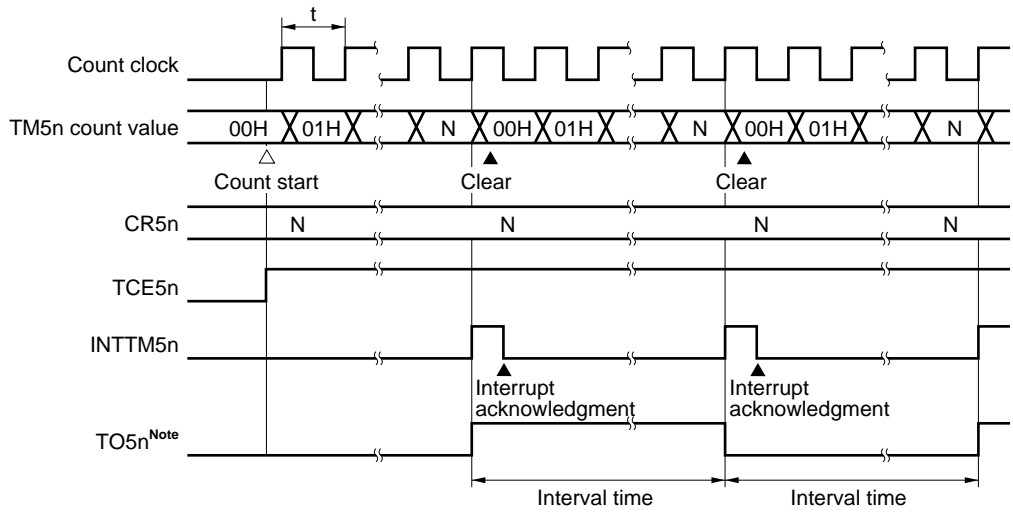 t
Count clock
TM5n count value 00H 01H N 00H 01H N 00H 01H N
Count start Clear Clear
CR5n N N N N
TCE5n
INTTM5n
Interrupt Interrupt
acknowledgment acknowledgment
TO5nNote
Interval time Interval time